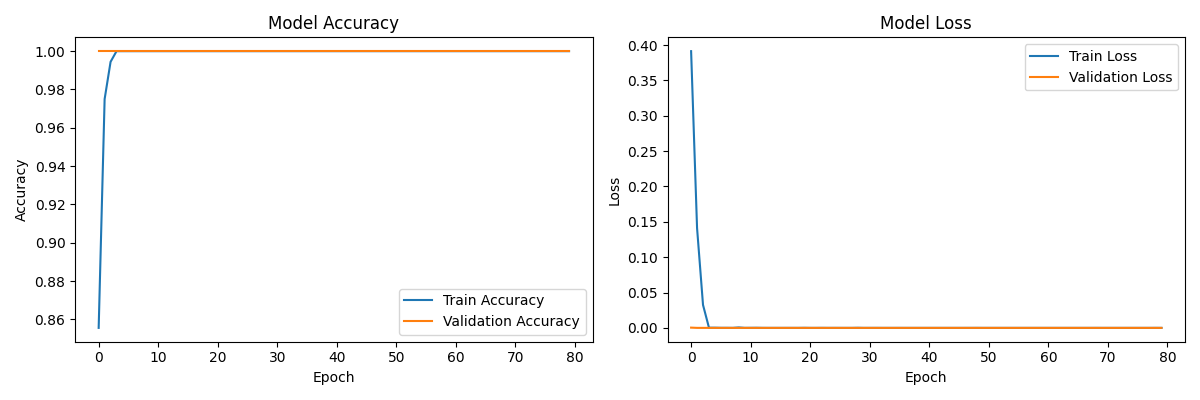 Model Accuracy
1.00
0.98
0.96
0.94
0.92
0.90
0.88
0.86
Accuracy
Train Accuracy
Validation Accuracy
0 10 20 30 40 50 60 70 80
Epoch
Model Loss
0.40
0.35
0.30
0.25
0.20
0.15
0.10
0.05
0.00
Loss
Train Loss
Validation Loss
0 10 20 30 40 50 60 70 80
Epoch